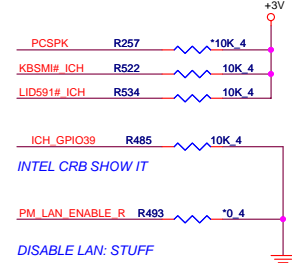 +3V
PCSPK R257 *10K_4
KBSMI#_ICH R522 10K_4
LID591#_ICH R534 10K_4
ICH_GPIO39 R485 10K_4
INTEL CRB SHOW IT
PM_LAN_ENABLE_R R493 *0_4
DISABLE LAN: STUFF